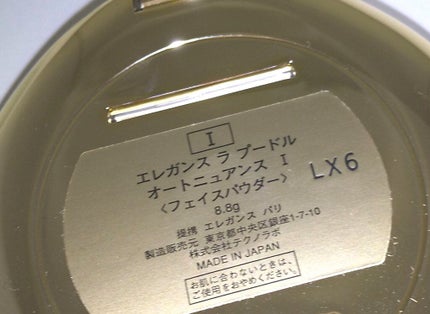 I
エレガンス ラ プードル
オートニュアンス I
〈フェイスパウダー〉
8.8g
LX6
提携 エレガンス パリ
製造販売元 東京都中央区銀座1-7-10
株式会社テクノラボ
MADE IN JAPAN
お肌に合わないときは、
ご使用をおやめください。